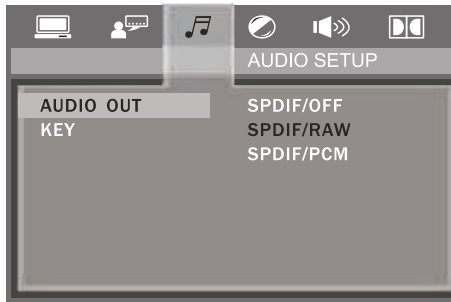 AUDIO SETUP
AUDIO OUT
KEY
SPDIF/OFF
SPDIF/RAW
SPDIF/PCM